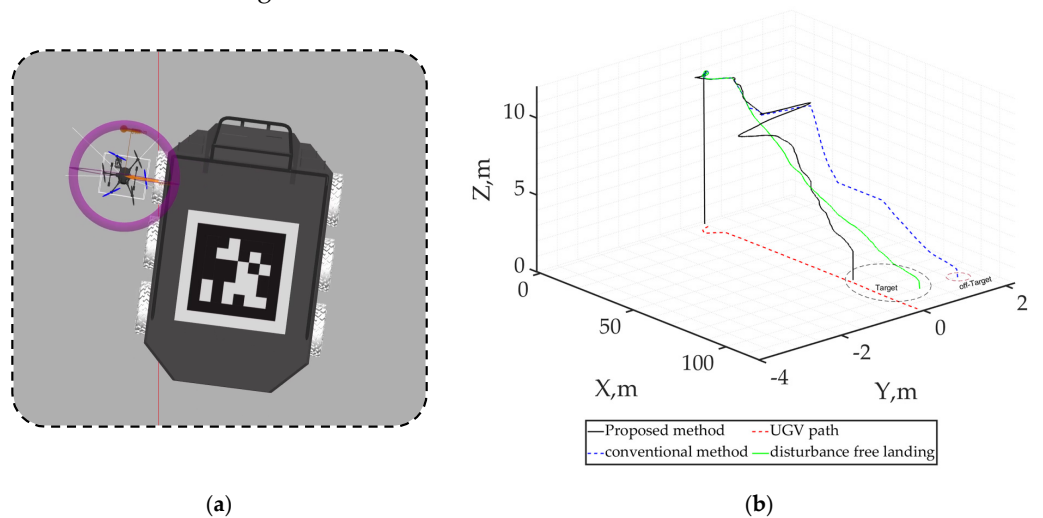 Z,m
10
5
0
0
50
100
X,m
-4
-2
0
2
Y,m
Target
off-Target
Proposed method
UGV path
conventional method
disturbance free landing
(a)
(b)